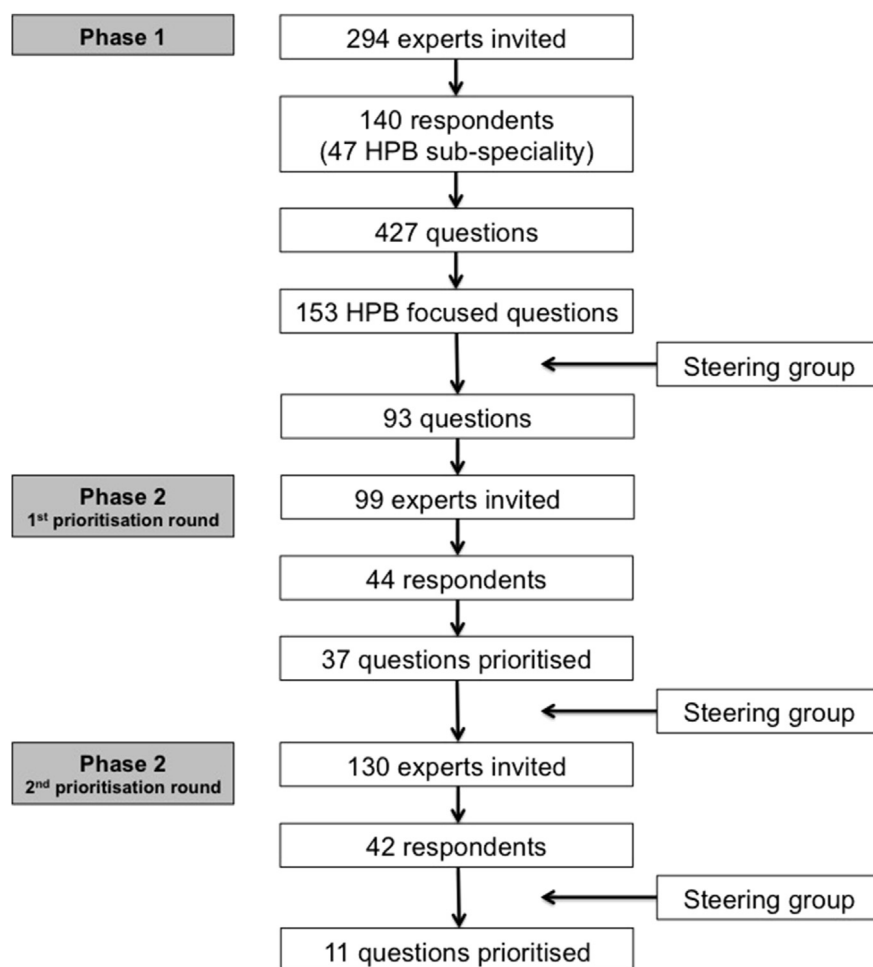 Phase 1
294 experts invited
140 respondents
(47 HPB sub-speciality)
427 questions
153 HPB focused questions
Steering group
93 questions
Phase 2
1st prioritisation round
99 experts invited
44 respondents
37 questions prioritised
Steering group
Phase 2
2nd prioritisation round
130 experts invited
42 respondents
Steering group
11 questions prioritised